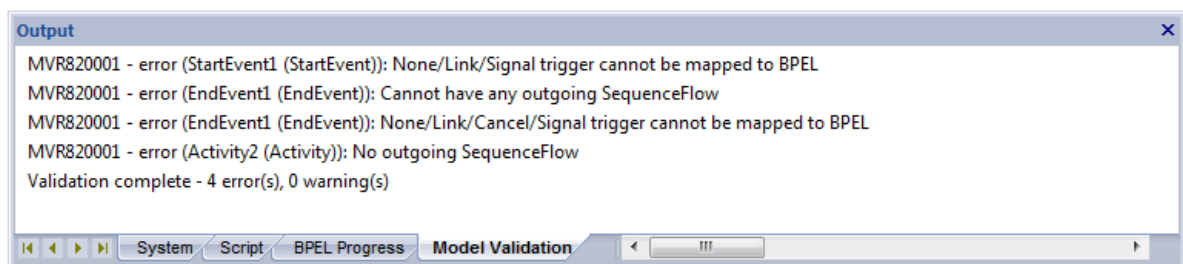 Output
MVR820001 - error (StartEvent1 (StartEvent)): None/Link/Signal trigger cannot be mapped to BPEL
MVR820001 - error (EndEvent1 (EndEvent)): Cannot have any outgoing SequenceFlow
MVR820001 - error (EndEvent1 (EndEvent)): None/Link/Cancel/Signal trigger cannot be mapped to BPEL
MVR820001 - error (Activity2 (Activity)): No outgoing SequenceFlow
Validation complete - 4 error(s), 0 warning(s)
System Script BPEL Progress Model Validation